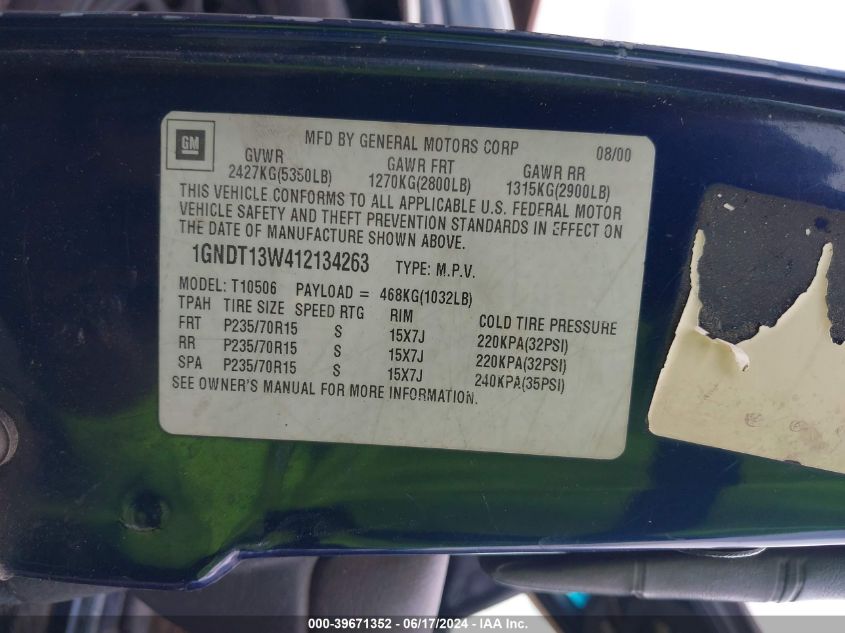 GM
MFD BY GENERAL MOTORS CORP 08/00
GVWR GAWR FRT GAWR RR
2427KG(5350LB) 1270KG(2800LB) 1315KG(2900LB)
THIS VEHICLE CONFORMS TO ALL APPLICABLE U.S. FEDERAL MOTOR
VEHICLE SAFETY AND THEFT PREVENTION STANDARDS IN EFFECT ON
THE DATE OF MANUFACTURE SHOWN ABOVE.
1GNDT13W412134263 TYPE: M.P.V.
MODEL: T10506 PAYLOAD = 468KG(1032LB)
TPAH TIRE SIZE SPEED RTG RIM COLD TIRE PRESSURE
FRT P235/70R15 S 15X7J 220KPA(32PSI)
RR P235/70R15 S 15X7J 220KPA(32PSI)
SPA P235/70R15 S 15X7J 240KPA(35PSI)
SEE OWNER'S MANUAL FOR MORE INFORMATION.
000-39671352 - 06/17/2024 - IAAI.com